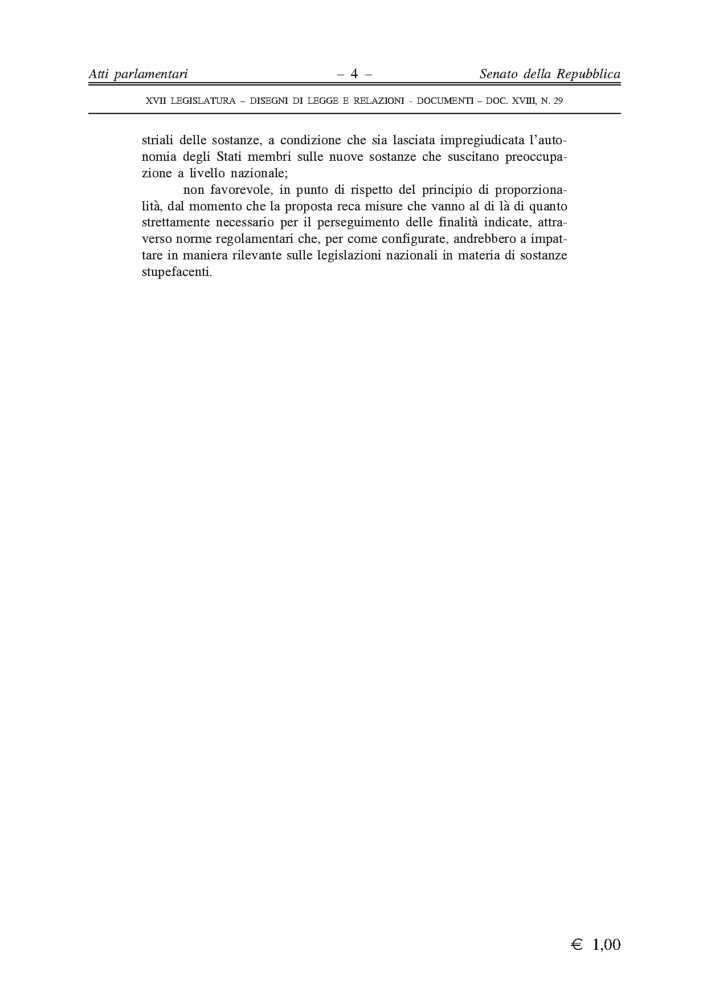 Atti parlamentari – 4 – Senato della Repubblica
XVII LEGISLATURA – DISEGNI DI LEGGE E RELAZIONI - DOCUMENTI – DOC. XVIII, N. 29
striali delle sostanze, a condizione che sia lasciata impregiudicata l’auto-
nomia degli Stati membri sulle nuove sostanze che suscitano preoccupa-
zione a livello nazionale;
non favorevole, in punto di rispetto del principio di proporziona-
lità, dal momento che la proposta reca misure che vanno al di là di quanto
strettamente necessario per il perseguimento delle finalità indicate, attra-
verso norme regolamentari che, per come configurate, andrebbero a impat-
tare in maniera rilevante sulle legislazioni nazionali in materia di sostanze
stupefacenti.
€ 1,00